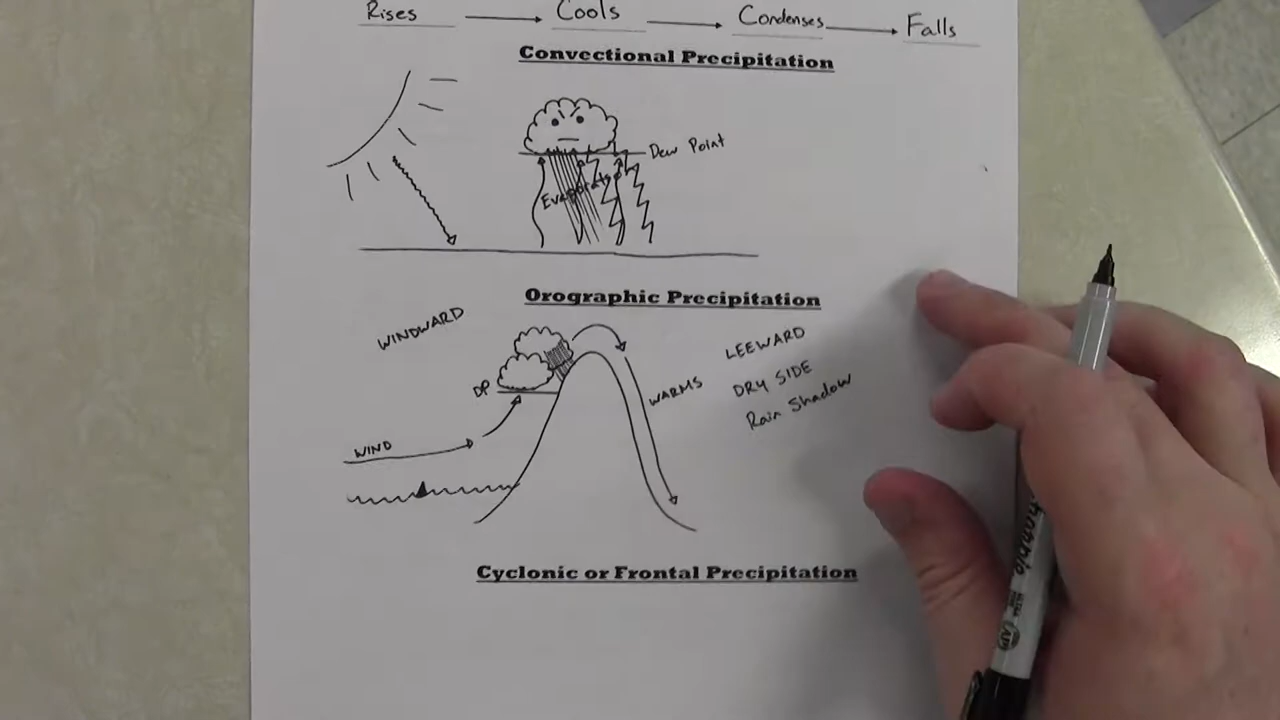 Rises Cools Condenses Falls
Convectional Precipitation
Dew Point
Evaporate
Orographic Precipitation
WINDWARD
LEEWARD
DP
WARMS
DRY SIDE
Rain Shadow
WIND
Cyclonic or Frontal Precipitation